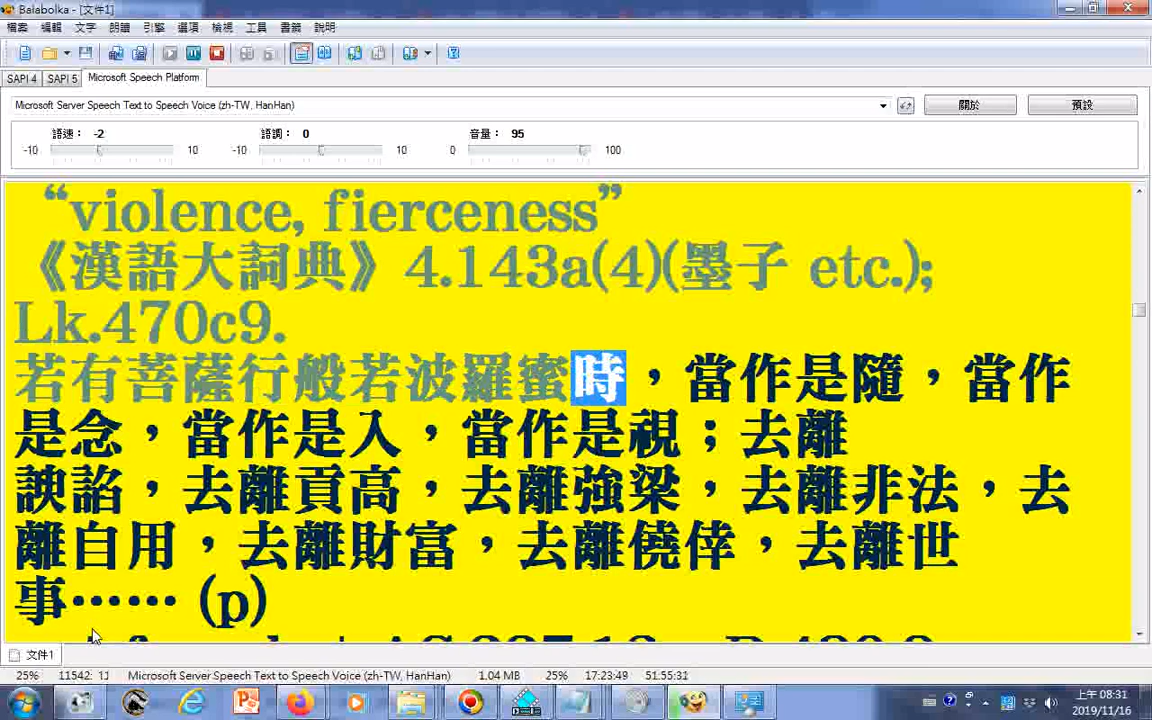 Balabolka - [文件1]
檔案 編輯 文字 朗讀 引擎 選項 檢視 工具 書籤 說明
SAPI 4 SAPI 5 Microsoft Speech Platform
Microsoft Server Speech Text to Speech Voice (zh-TW, HanHan) 關於 預設
語速： -2 語調： 0 音量： 95
-10 10 -10 10 0 100
“violence, fierceness”
《漢語大詞典》4.143a(4)(墨子 etc.);
Lk.470c9.
若有菩薩行般若波羅蜜時，當作是隨，當作
是念，當作是入，當作是視；去離
諛諂，去離貢高，去離強梁，去離非法，去
離自用，去離財富，去離僥倖，去離世
事…… (p)
文件1
25% 11542: 11 Microsoft Server Speech Text to Speech Voice (zh-TW, HanHan) 1.04 MB 25% 17:23:49 51:55:31
上午 08:31
2019/11/16